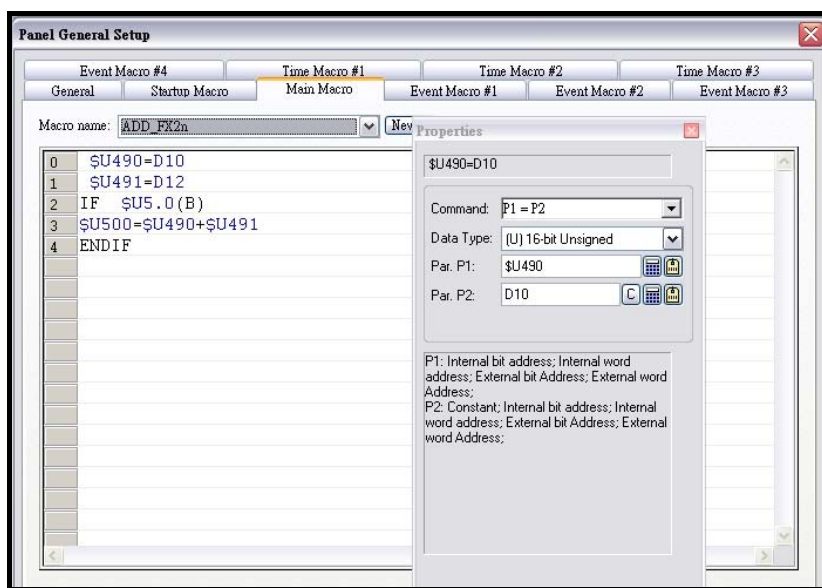 Panel General Setup
Event Macro #4 Time Macro #1 Time Macro #2 Time Macro #3
General Startup Macro Main Macro Event Macro #1 Event Macro #2 Event Macro #3
Macro name: ADD_FX2n New
0 $U490=D10
1 $U491=D12
2 IF $U5.0(B)
3 $U500=$U490+$U491
4 ENDIF
Properties
$U490=D10
Command: P1 = P2
Data Type: (U) 16-bit Unsigned
Par. P1: $U490
Par. P2: D10 C
P1: Internal bit address; Internal word
address; External bit Address; External word
Address;
P2: Constant; Internal bit address; Internal
word address; External bit Address; External
word Address;